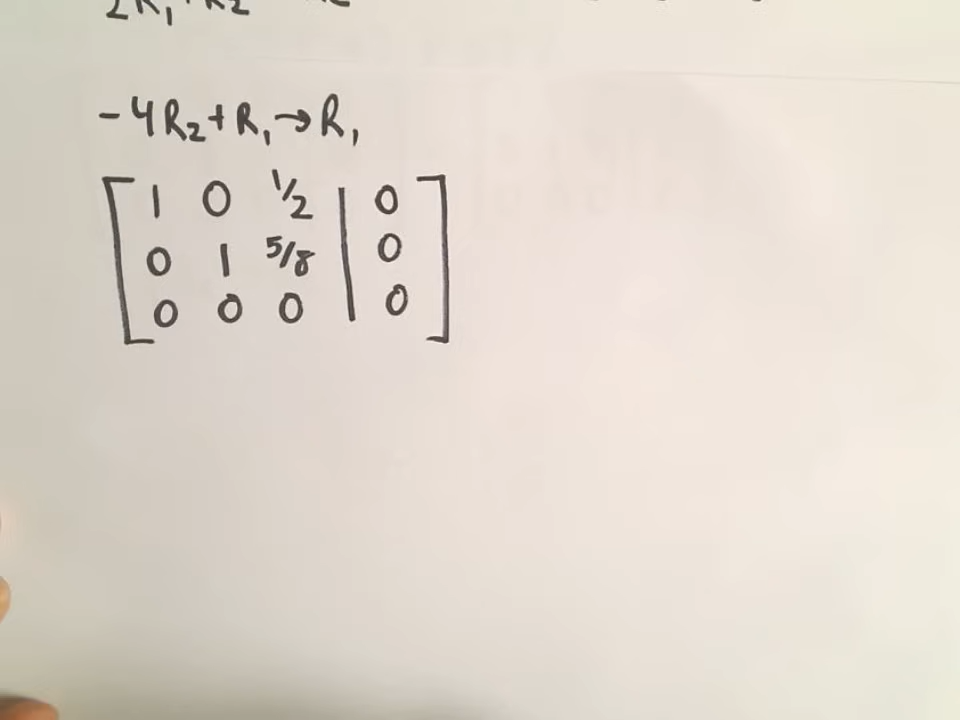 -4R₂+R₁→R₁
1 0 1/2 | 0
0 1 5/8 | 0
0 0 0 | 0